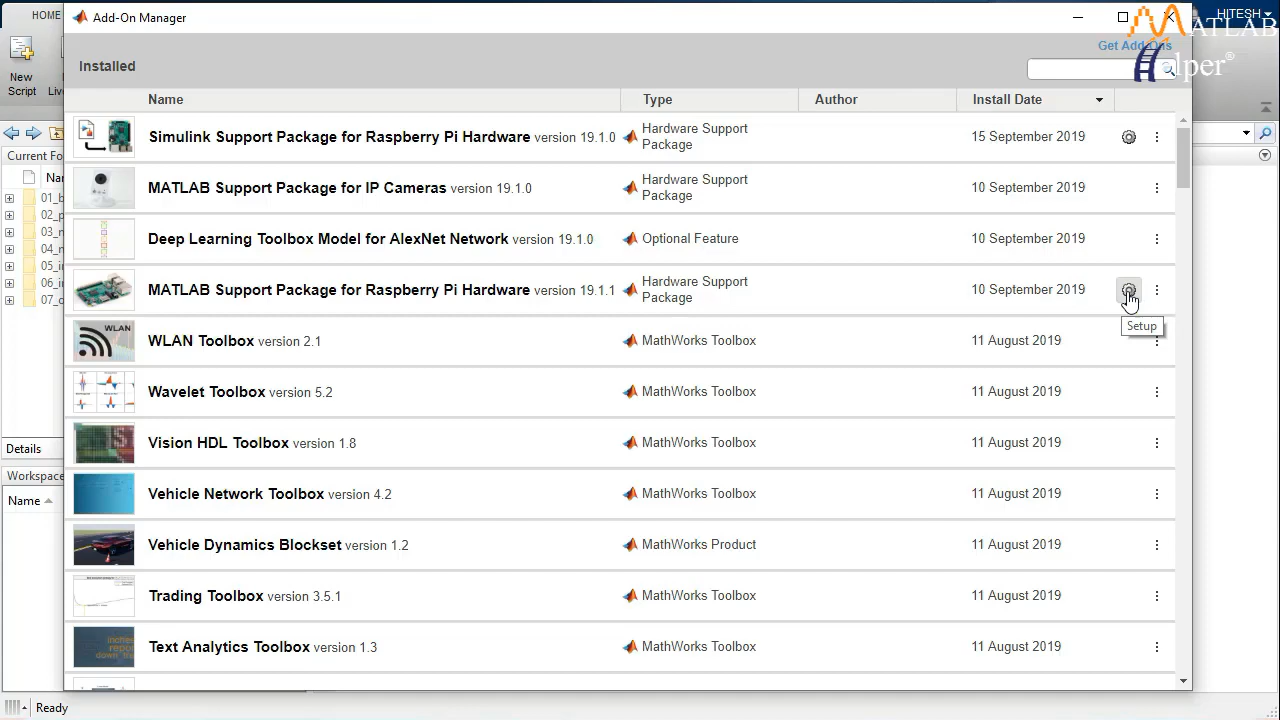 HOME
Add-On Manager
HITESH
MATLAB
Helper®
Get Add-Ons
Installed
New
Script
Name
Type
Author
Install Date
Simulink Support Package for Raspberry Pi Hardware version 19.1.0
Hardware Support
Package
15 September 2019
Current Fo
MATLAB Support Package for IP Cameras version 19.1.0
Hardware Support
Package
10 September 2019
Deep Learning Toolbox Model for AlexNet Network version 19.1.0
Optional Feature
10 September 2019
MATLAB Support Package for Raspberry Pi Hardware version 19.1.1
Hardware Support
Package
10 September 2019
Setup
WLAN
WLAN Toolbox version 2.1
MathWorks Toolbox
11 August 2019
Wavelet Toolbox version 5.2
MathWorks Toolbox
11 August 2019
Vision HDL Toolbox version 1.8
MathWorks Toolbox
11 August 2019
Details
Workspace
Name
Vehicle Network Toolbox version 4.2
MathWorks Toolbox
11 August 2019
Vehicle Dynamics Blockset version 1.2
MathWorks Product
11 August 2019
Trading Toolbox version 3.5.1
MathWorks Toolbox
11 August 2019
Text Analytics Toolbox version 1.3
MathWorks Toolbox
11 August 2019
Ready